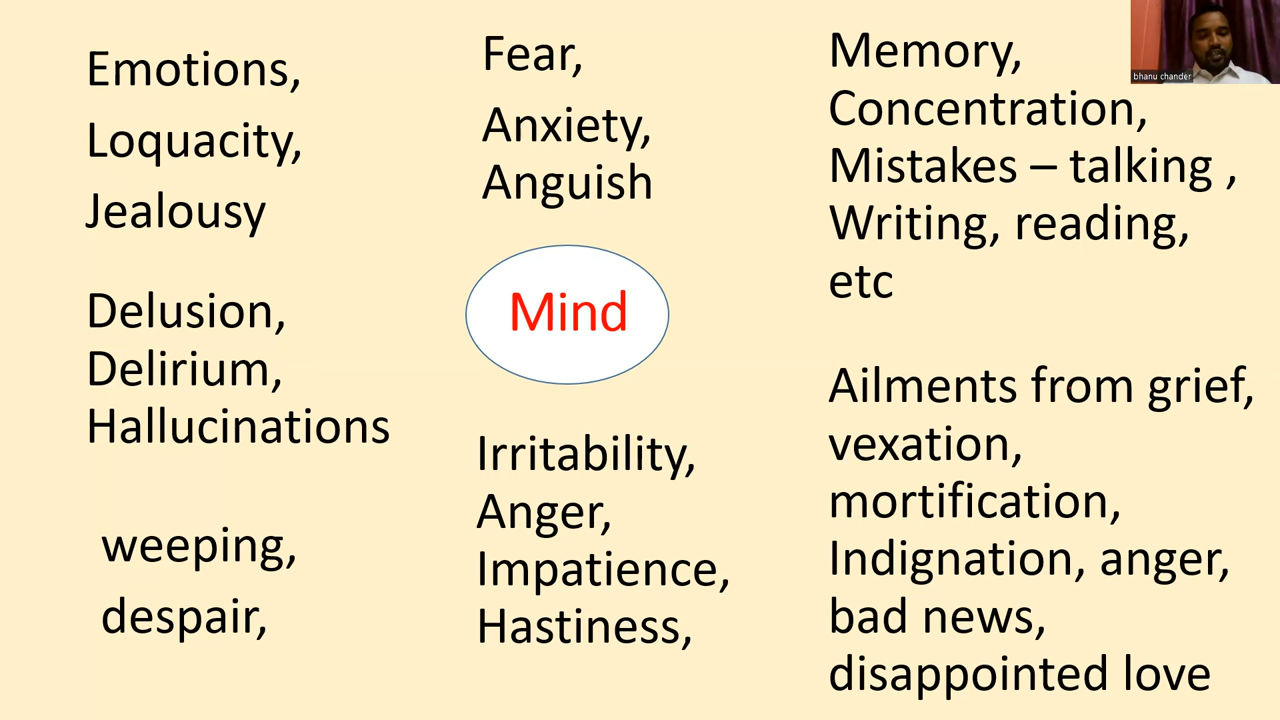 Emotions,
Loquacity,
Jealousy
Fear,
Anxiety,
Anguish
Memory,
Concentration,
Mistakes – talking ,
Writing, reading,
etc
bhanu chander
Delusion,
Delirium,
Hallucinations
Mind
weeping,
despair,
Irritability,
Anger,
Impatience,
Hastiness,
Ailments from grief,
vexation,
mortification,
Indignation, anger,
bad news,
disappointed love